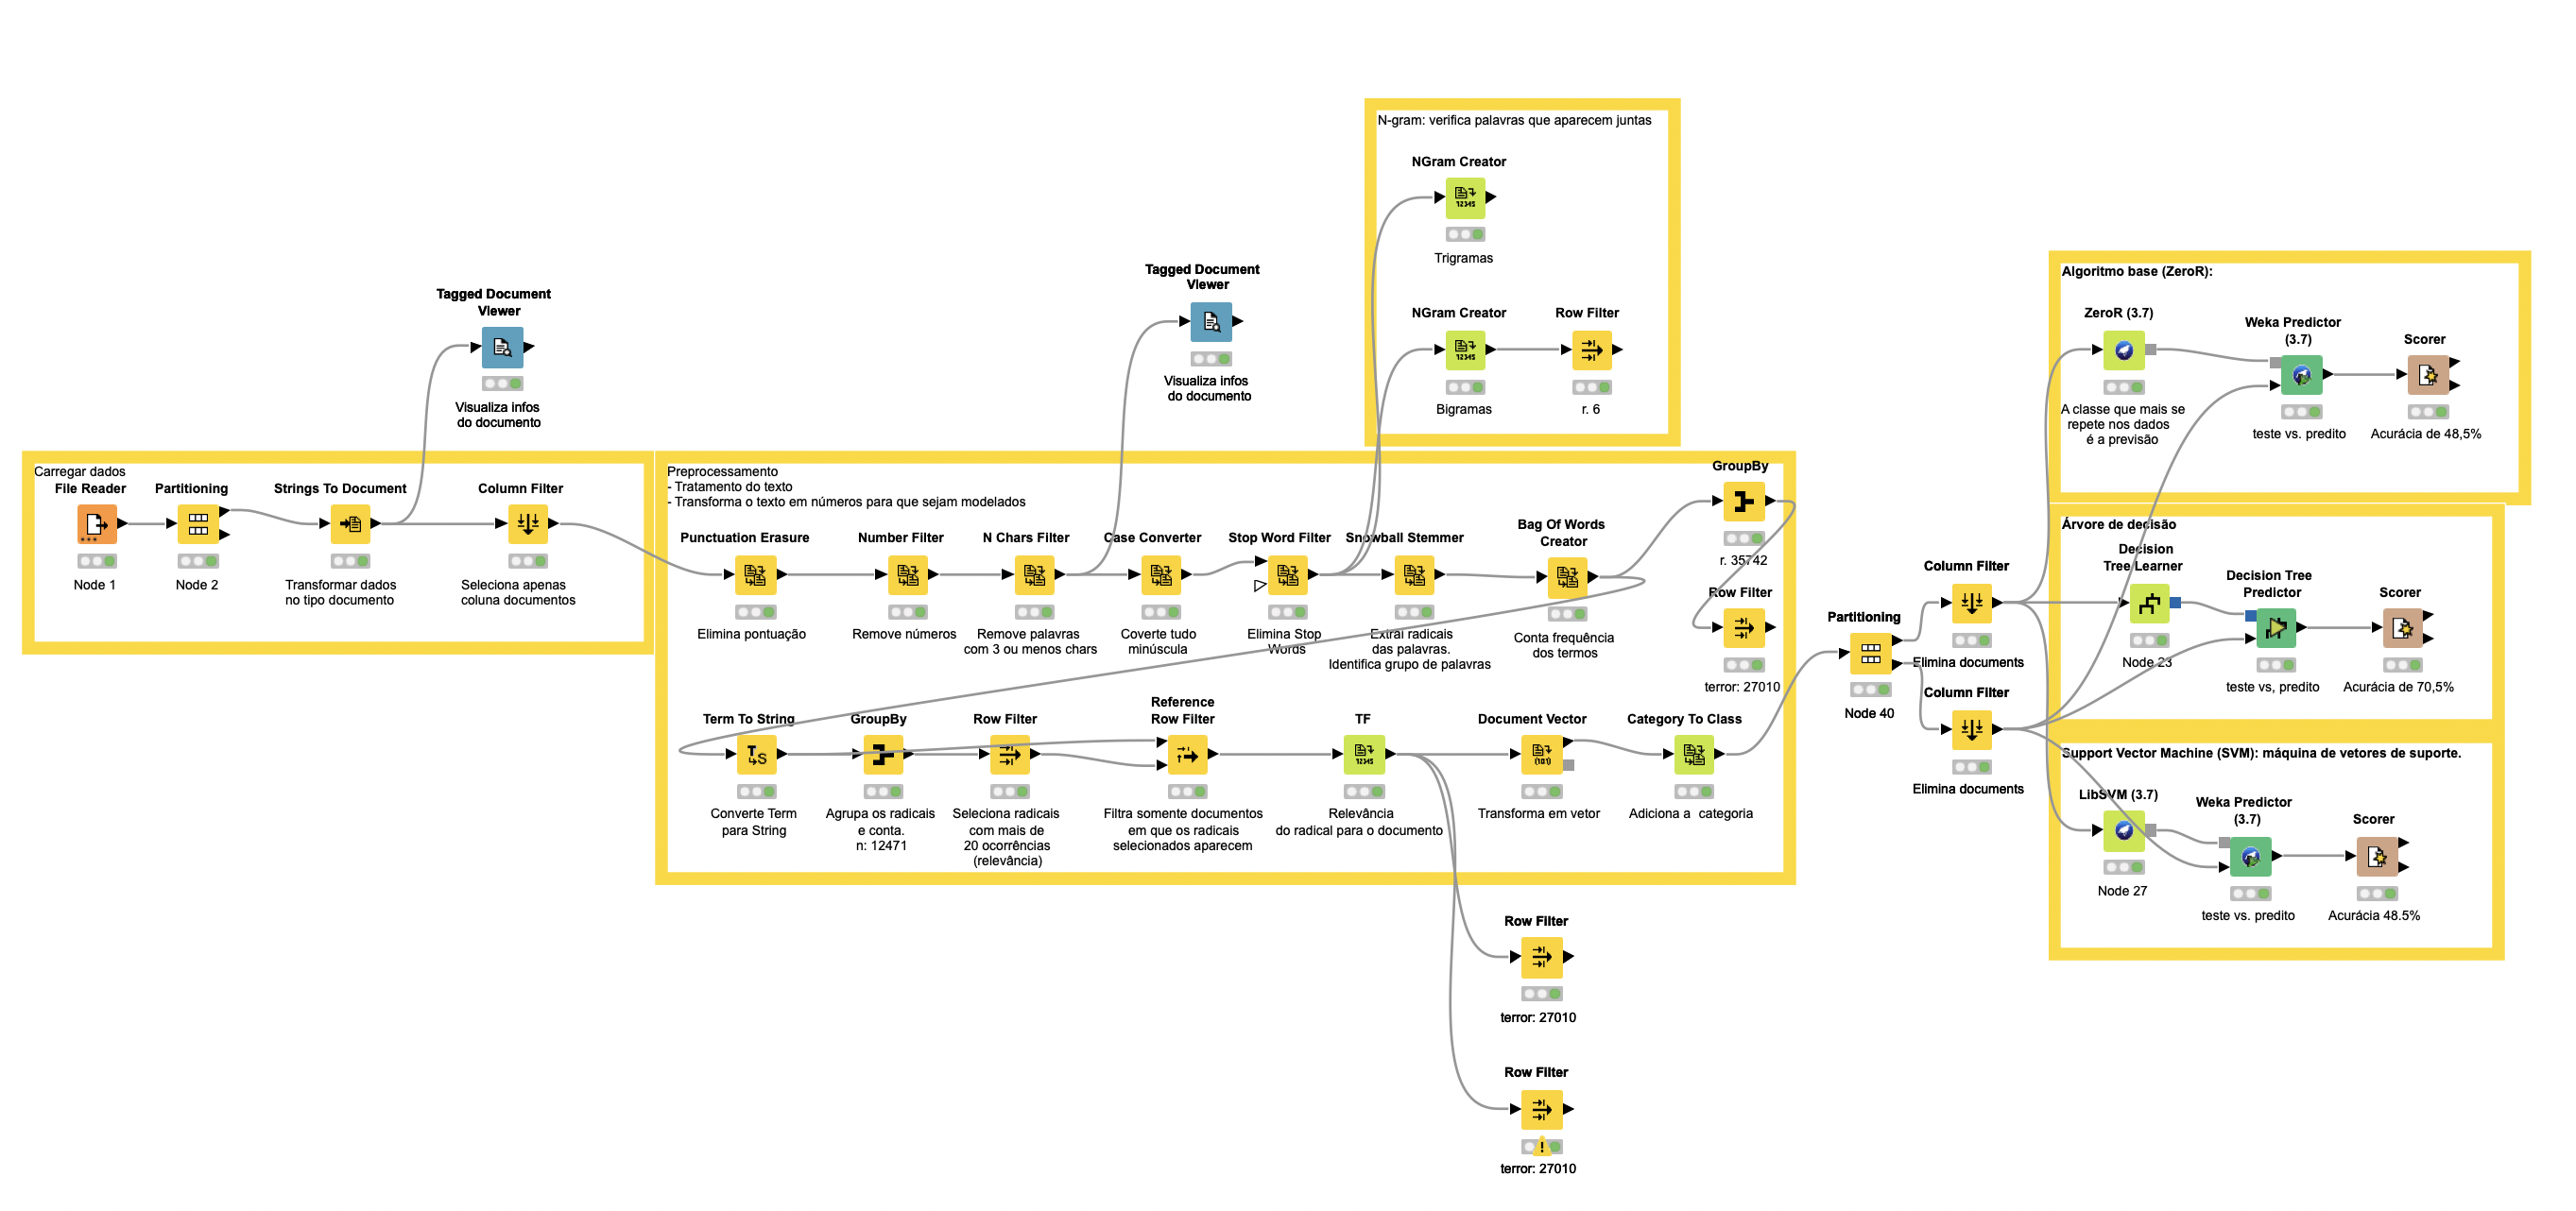 N-gram: verifica palavras que aparecem juntas
NGram Creator
Trigramas
NGram Creator
Bigramas
Row Filter
r. 6
Tagged Document
Viewer
Visualiza infos
do documento
Tagged Document
Viewer
Visualiza infos
do documento
Carregar dados
File Reader
Node 1
Partitioning
Node 2
Strings To Document
Transformar dados
no tipo documento
Column Filter
Seleciona apenas
coluna documentos
Preprocessamento
- Tratamento do texto
- Transforma o texto em números para que sejam modelados
Punctuation Erasure
Elimina pontuação
Number Filter
Remove números
N Chars Filter
Remove palavras
com 3 ou menos chars
Case Converter
Coverte tudo
minúscula
Stop Word Filter
Elimina Stop
Words
Snowball Stemmer
Extrai radicais
das palavras.
Identifica grupo de palavras
Bag Of Words
Creator
Conta frequência
dos termos
GroupBy
r. 35742
Row Filter
terror: 27010
Term To String
Converte Term
para String
GroupBy
Agrupa os radicais
e conta.
n: 12471
Row Filter
Seleciona radicais
com mais de
20 ocorrências
(relevância)
Reference
Row Filter
Filtra somente documentos
em que os radicais
selecionados aparecem
TF
12345
Relevância
do radical para o documento
Document Vector
Transforma em vetor
Category To Class
Adiciona a  categoria
Row Filter
terror: 27010
Row Filter
terror: 27010
Partitioning
Node 40
Column Filter
Elimina documents
Column Filter
Elimina documents
Algoritmo base (ZeroR):
ZeroR (3.7)
A classe que mais se
repete nos dados
é a previsão
Weka Predictor
(3.7)
teste vs. predito
Scorer
Acurácia de 48,5%
Árvore de decisão
Decision
Tree Learner
Node 23
Decision Tree
Predictor
teste vs, predito
Scorer
Acurácia de 70,5%
Support Vector Machine (SVM): máquina de vetores de suporte.
LibSVM (3.7)
Node 27
Weka Predictor
(3.7)
teste vs. predito
Scorer
Acurácia 48.5%